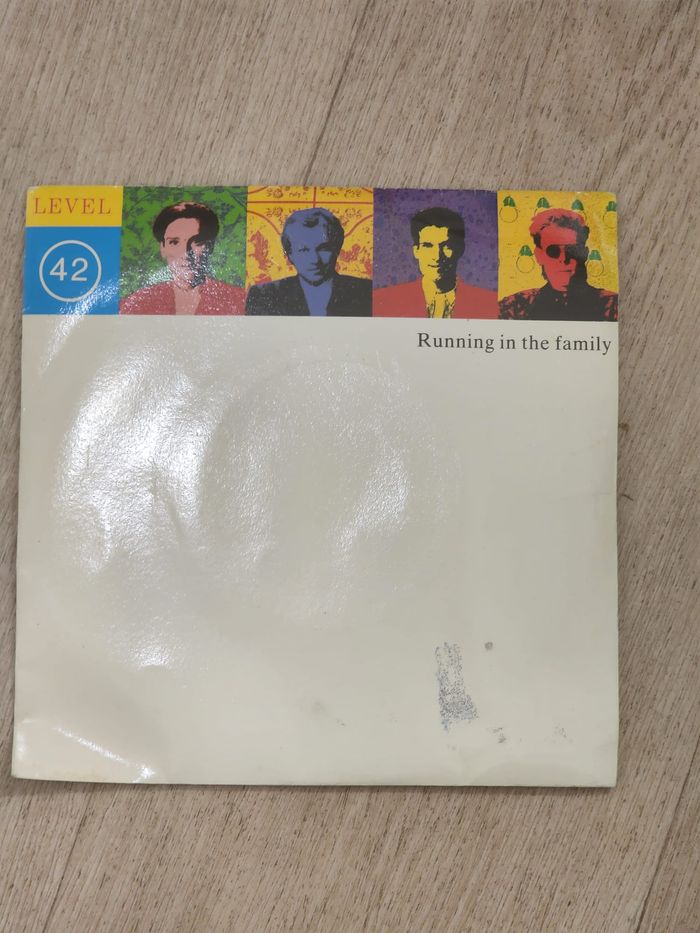 LEVEL
42
Running in the family